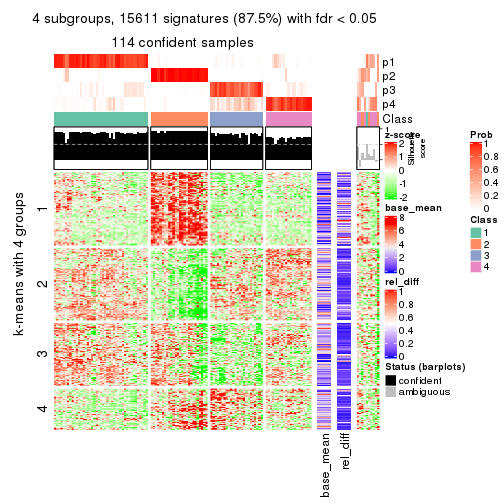 4 subgroups, 15611 signatures (87.5%) with fdr < 0.05
114 confident samples
p1
p2
p3
p4
Class
1
Silhouette
score
k-means with 4 groups
1
2
3
4
base_mean
rel_diff
z-score
2
1
0
-1
-2
base_mean
8
6
4
2
0
rel_diff
1
0.8
0.6
0.4
0.2
0
Status (barplots)
confident
ambiguous
Prob
1
0.8
0.6
0.4
0.2
0
Class
1
2
3
4